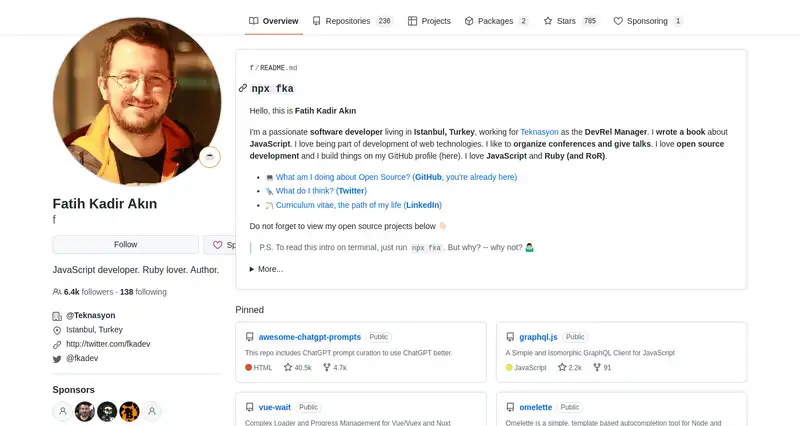 Overview
Repositories 236
Projects
Packages 2
Stars 785
Sponsoring 1
Fatih Kadir Akın
f
Follow
JavaScript developer. Ruby lover. Author.
6.4k followers · 138 following
@Teknasyon
Istanbul, Turkey
http://twitter.com/fkadev
@fkadev
Sponsors
f/README.md
npx fka
Hello, this is Fatih Kadir Akın
I'm a passionate software developer living in Istanbul, Turkey, working for Teknasyon as the DevRel Manager. I wrote a book about
JavaScript. I love being part of development of web technologies. I like to organize conferences and give talks. I love open source
development and I build things on my GitHub profile (here). I love JavaScript and Ruby (and RoR).
• 💻 What am I doing about Open Source? (GitHub, you're already here)
• 📡 What do I think? (Twitter)
• 🏹 Curriculum vitae, the path of my life (LinkedIn)
Do not forget to view my open source projects below 👇🏻
P.S. To read this intro on terminal, just run npx fka. But why? -- why not? 🤷🏻‍♂️
More...
Pinned
awesome-chatgpt-prompts Public
This repo includes ChatGPT prompt curation to use ChatGPT better.
HTML 40.5k 4.7k
graphql.js Public
A Simple and Isomorphic GraphQL Client for JavaScript
JavaScript 2.2k 91
vue-wait Public
Complex Loader and Progress Management for Vue/Vuex and Nuxt
omelette Public
Omelette is a simple, template based autocompletion tool for Node and